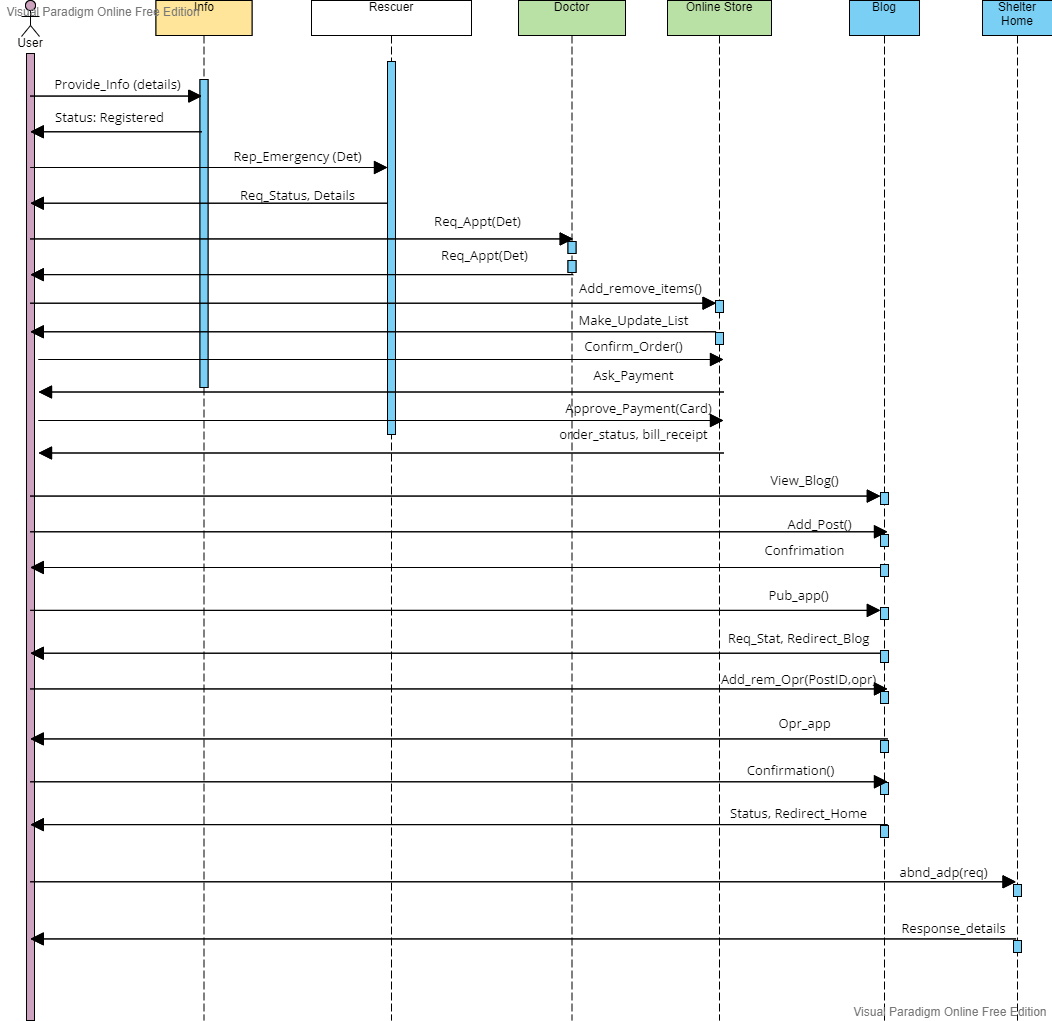 Visual Paradigm Online Free Edition
User
Info
Rescuer
Doctor
Online Store
Blog
Shelter
Home
Provide_Info (details)
Status: Registered
Rep_Emergency (Det)
Req_Status, Details
Req_Appt(Det)
Req_Appt(Det)
Add_remove_items()
Make_Update_List
Confirm_Order()
Ask_Payment
Approve_Payment(Card)
order_status, bill_receipt
View_Blog()
Add_Post()
Confrimation
Pub_app()
Req_Stat, Redirect_Blog
Add_rem_Opr(PostID,opr)
Opr_app
Confirmation()
Status, Redirect_Home
abnd_adp(req)
Response_details
Visual Paradigm Online Free Edition